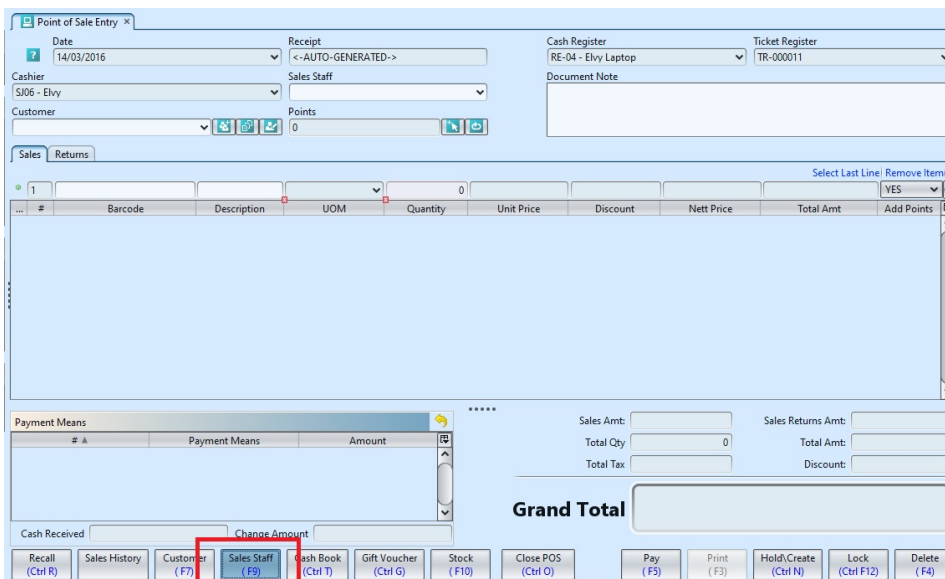 Point of Sale Entry ×
Date Receipt Cash Register Ticket Register
? 14/03/2016 <-AUTO-GENERATED-> RE-04 - Elvy Laptop TR-000011
Cashier Sales Staff Document Note
SJ06 - Elvy
Customer Points
0
Sales Returns
Select Last Line Remove Item
1 0 YES
... # Barcode Description UOM Quantity Unit Price Discount Nett Price Total Amt Add Points
Payment Means Sales Amt: Sales Returns Amt:
# Payment Means Amount Total Qty 0 Total Amt:
Total Tax Discount:
Grand Total
Cash Received Change Amount
Recall Sales History Customer Sales Staff Cash Book Gift Voucher Stock Close POS Pay Print Hold\Create Lock Delete
(Ctrl R) (F7) (F9) (Ctrl T) (Ctrl G) (F10) (Ctrl O) (F5) (F3) (Ctrl N) (Ctrl F12) (F4)